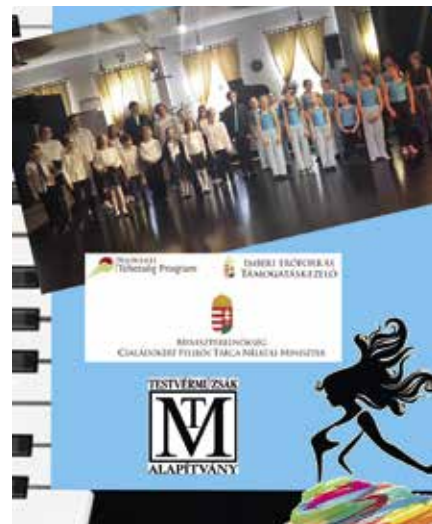 Nemzeti
Tehetség Program
Emberi Erőforrás
Támogatáskezelő
Miniszterelnökség
Családokért Felelős Tárca Nélküli Miniszter
TESTVÉRMÚZSÁK
TM
ALAPÍTVÁNY